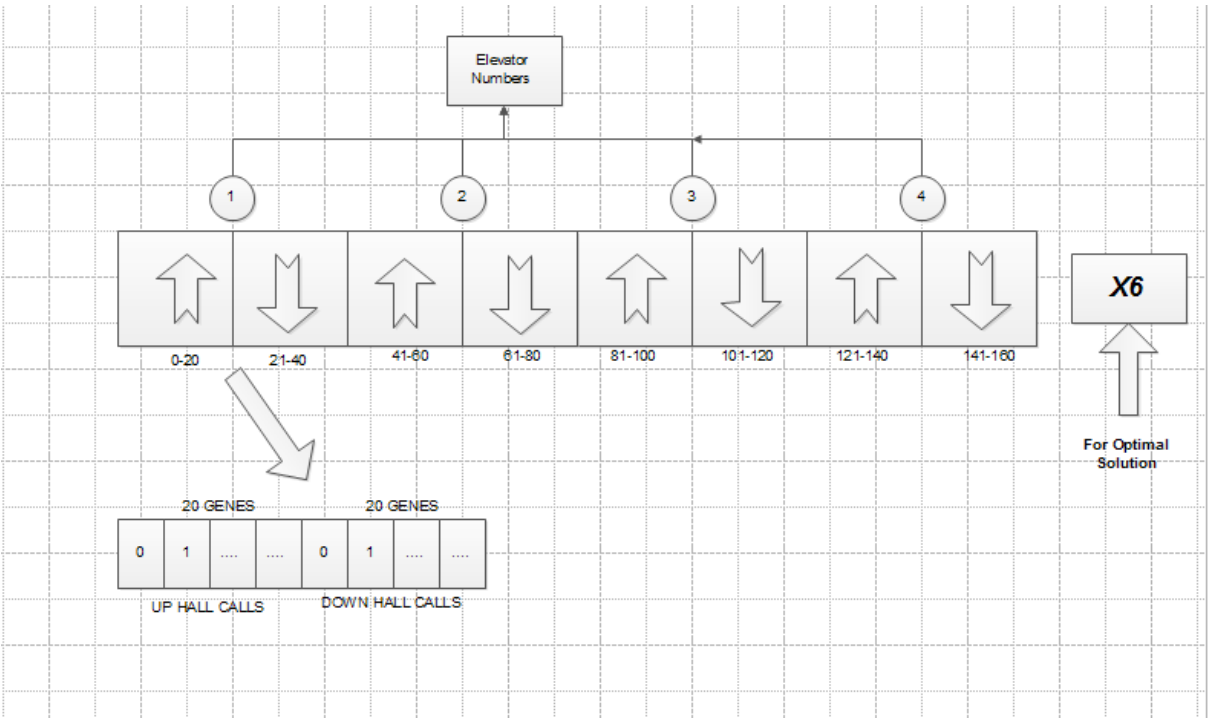 Elevator
Numbers
1
2
3
4
X6
0-20
21-40
41-60
61-80
81-100
101-120
121-140
141-160
For Optimal
Solution
20 GENES
20 GENES
0
1
....
....
0
1
....
....
UP HALL CALLS
DOWN HALL CALLS